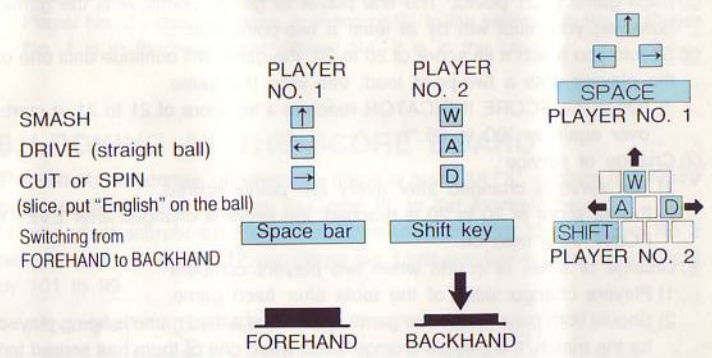 PLAYER NO. 1
PLAYER NO. 2
SMASH ↑ W
DRIVE (straight ball) ← A
CUT or SPIN → D
(slice, put "English" on the ball)
Switching from
FOREHAND to BACKHAND
Space bar
Shift key
FOREHAND
BACKHAND
↑
← →
SPACE
PLAYER NO. 1
W
A D
SHIFT
PLAYER NO. 2